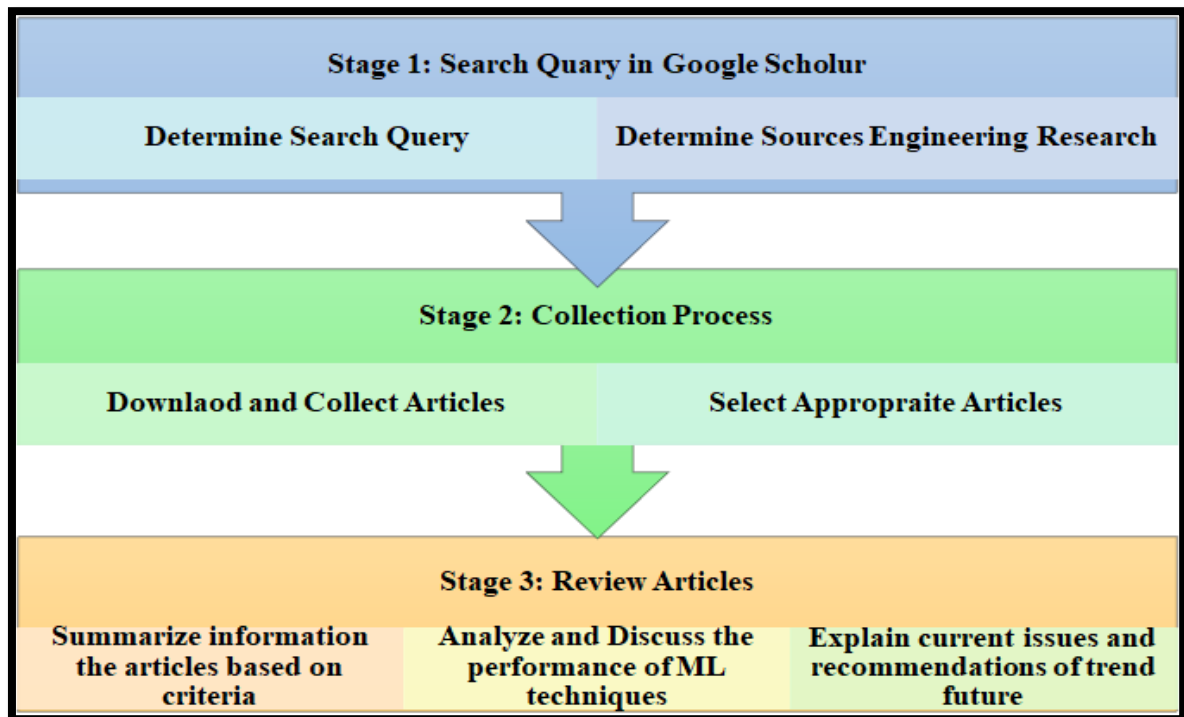 Stage 1: Search Quary in Google Scholur
Determine Search Query
Determine Sources Engineering Research
Stage 2: Collection Process
Downlaod and Collect Articles
Select Appropraite Articles
Stage 3: Review Articles
Summarize information
the articles based on
criteria
Analyze and Discuss the
performance of ML
techniques
Explain current issues and
recommendations of trend
future